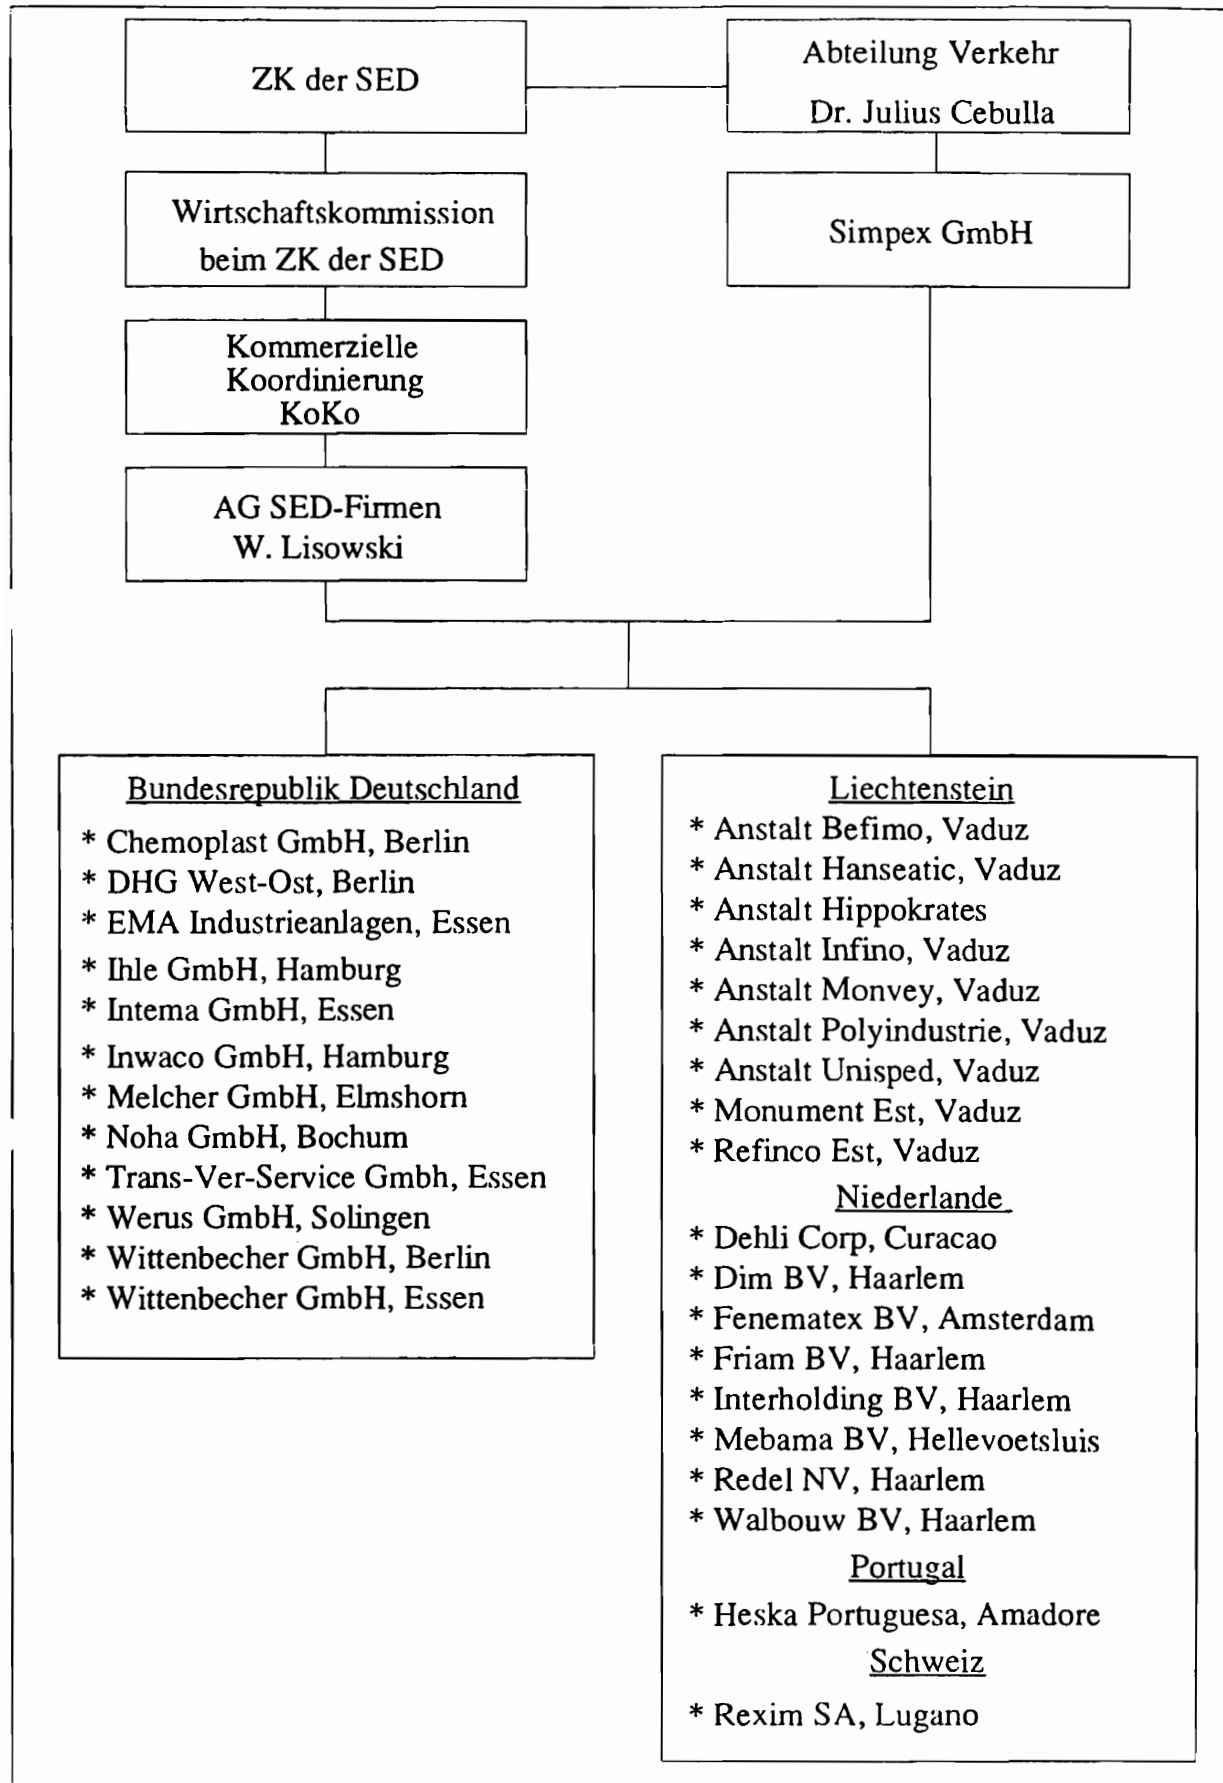 ZK der SED
Abteilung Verkehr
Dr. Julius Cebulla
Wirtschaftskommission
beim ZK der SED
Simpex GmbH
Kommerzielle
Koordinierung
KoKo
AG SED-Firmen
W. Lisowski
Bundesrepublik Deutschland
* Chemoplast GmbH, Berlin
* DHG West-Ost, Berlin
* EMA Industrieanlagen, Essen
* Ihle GmbH, Hamburg
* Intema GmbH, Essen
* Inwaco GmbH, Hamburg
* Melcher GmbH, Elmshorn
* Noha GmbH, Bochum
* Trans-Ver-Service Gmbh, Essen
* Werus GmbH, Solingen
* Wittenbecher GmbH, Berlin
* Wittenbecher GmbH, Essen
Liechtenstein
* Anstalt Befimo, Vaduz
* Anstalt Hanseatic, Vaduz
* Anstalt Hippokrates
* Anstalt Infino, Vaduz
* Anstalt Monvey, Vaduz
* Anstalt Polyindustrie, Vaduz
* Anstalt Unisped, Vaduz
* Monument Est, Vaduz
* Refinco Est, Vaduz
Niederlande
* Dehli Corp, Curacao
* Dim BV, Haarlem
* Fenematex BV, Amsterdam
* Friam BV, Haarlem
* Interholding BV, Haarlem
* Mebama BV, Hellevoetsluis
* Redel NV, Haarlem
* Walbouw BV, Haarlem
Portugal
* Heska Portuguesa, Amadore
Schweiz
* Rexim SA, Lugano